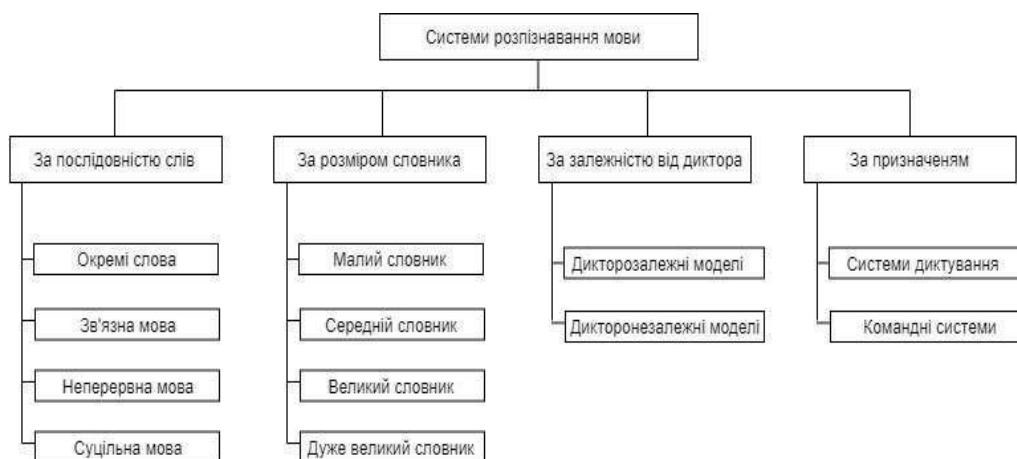 Системи розпізнавання мови
За послідовністю слів
За розміром словника
За залежністю від диктора
За призначеням
Окремі слова
Малий словник
Дикторозалежні моделі
Системи диктування
Зв'язна мова
Середній словник
Дикторонезалежні моделі
Командні системи
Неперервна мова
Великий словник
Суцільна мова
Дуже великий словник